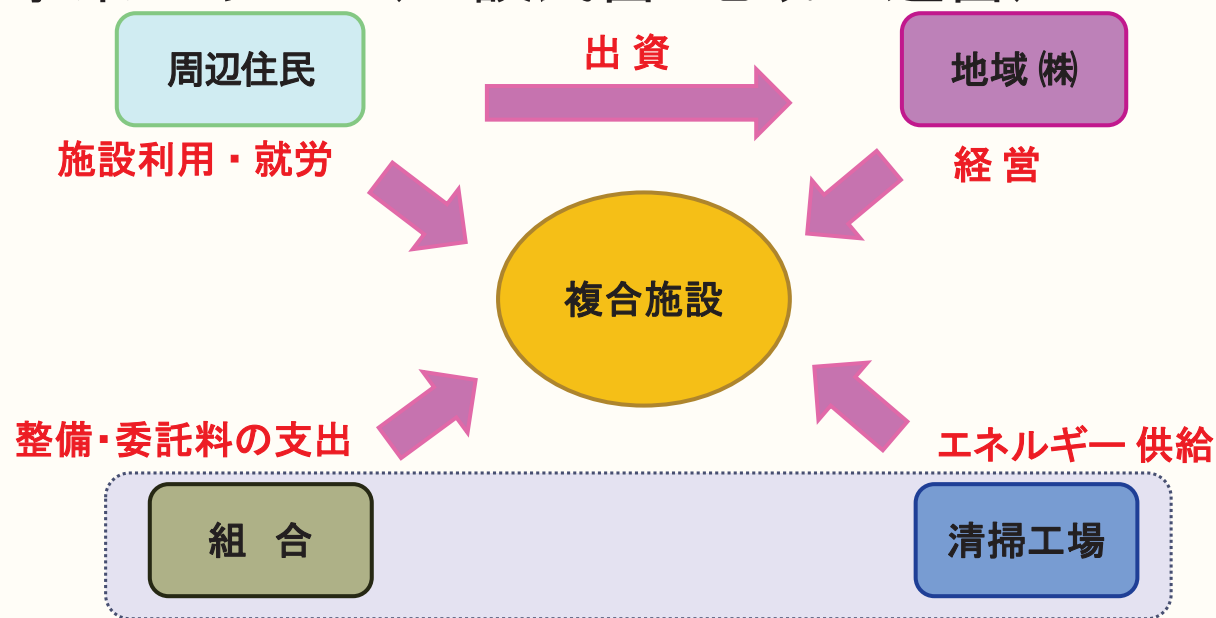 周辺住民
出資
地域㈱
施設利用・就労
経営
複合施設
整備・委託料の支出
エネルギー供給
組合
清掃工場